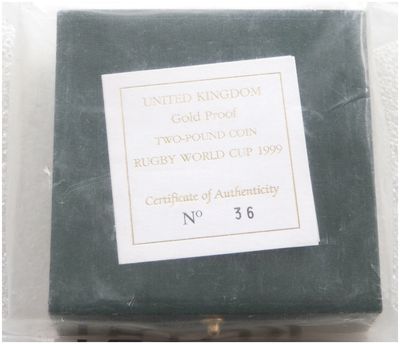 UNITED KINGDOM
Gold Proof
TWO-POUND COIN
RUGBY WORLD CUP 1999
Certificate of Authenticity
Nº 36